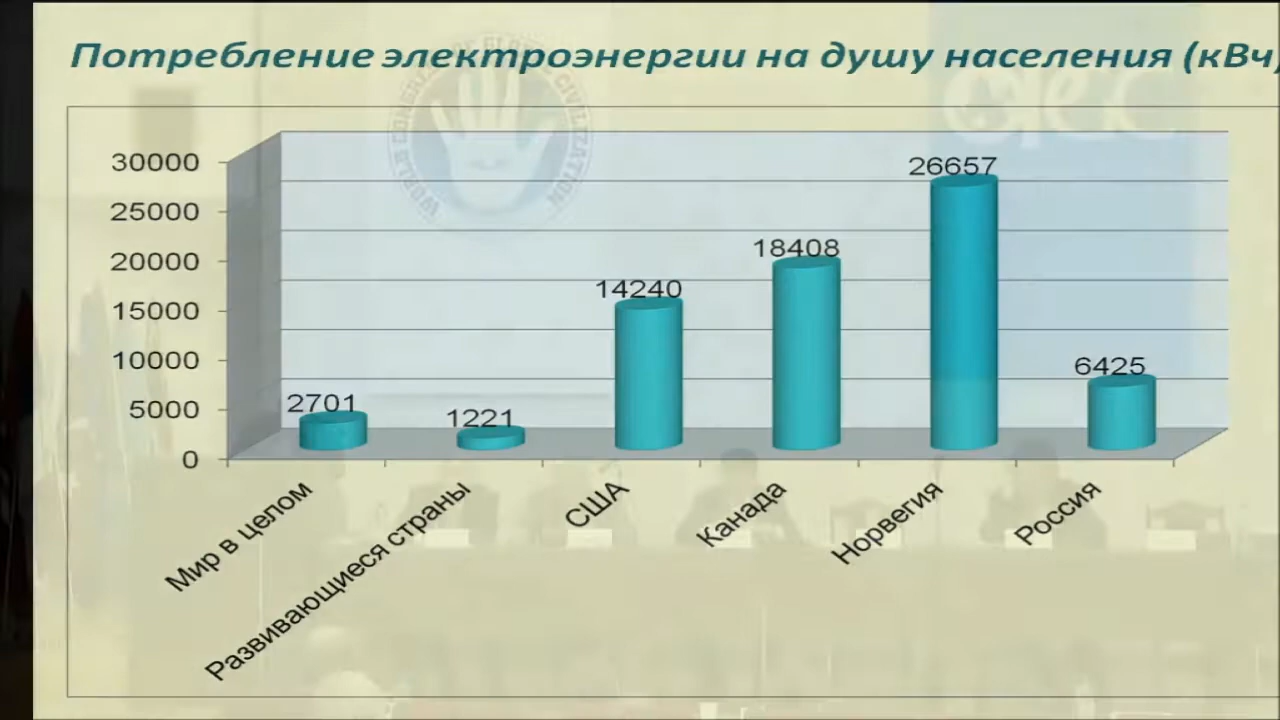 Потребление электроэнергии на душу населения (кВч)
30000
25000
20000
15000
10000
5000
0
2701
1221
14240
18408
26657
6425
Мир в целом
Развивающиеся страны
США
Канада
Норвегия
Россия